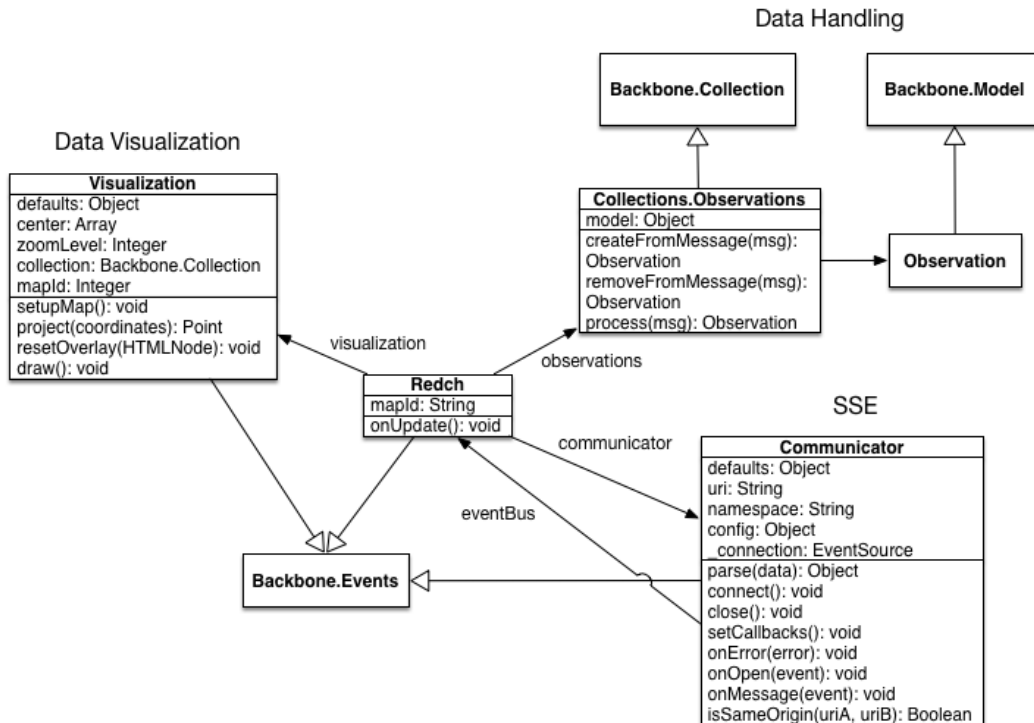 Data Handling
Backbone.Collection
Backbone.Model
Data Visualization
Visualization
defaults: Object
center: Array
zoomLevel: Integer
collection: Backbone.Collection
mapId: Integer
setupMap(): void
project(coordinates): Point
resetOverlay(HTMLNode): void
draw(): void
Collections.Observations
model: Object
createFromMessage(msg):
Observation
removeFromMessage(msg):
Observation
process(msg): Observation
Observation
visualization
observations
Redch
mapId: String
onUpdate(): void
SSE
communicator
eventBus
Communicator
defaults: Object
uri: String
namespace: String
config: Object
_connection: EventSource
parse(data): Object
connect(): void
close(): void
setCallbacks(): void
onError(error): void
onOpen(event): void
onMessage(event): void
isSameOrigin(uriA, uriB): Boolean
Backbone.Events